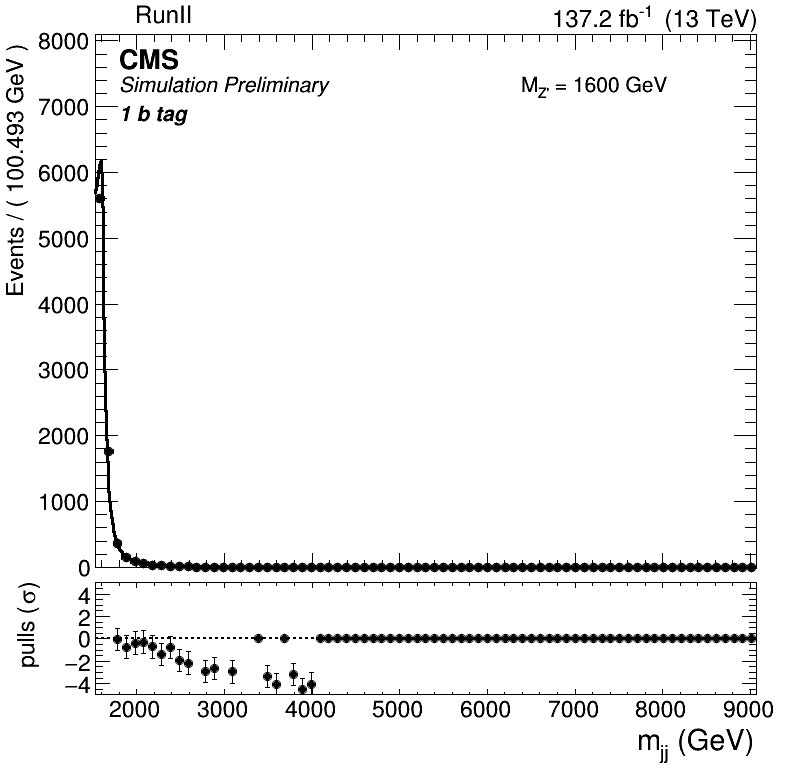 RunII 137.2 fb⁻¹ (13 TeV)
CMS
Simulation Preliminary
M_Z' = 1600 GeV
1 b tag
Events / ( 100.493 GeV )
8000
7000
6000
5000
4000
3000
2000
1000
0
pulls (σ)
4
2
0
−2
−4
2000 3000 4000 5000 6000 7000 8000 9000
m_jj (GeV)